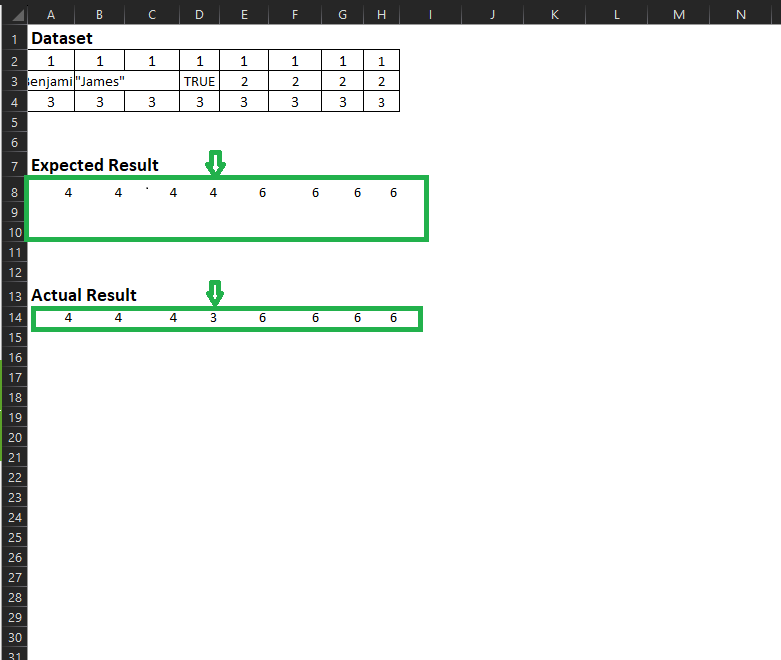 A B C D E F G H I J K L M N
1 Dataset
2 1 1 1 1 1 1 1 1
3 Benjami "James" TRUE 2 2 2 2
4 3 3 3 3 3 3 3 3
5
6
7 Expected Result
8 4 4 4 4 6 6 6 6
9
10
11
12
13 Actual Result
14 4 4 4 3 6 6 6 6
15
16
17
18
19
20
21
22
23
24
25
26
27
28
29
30
31